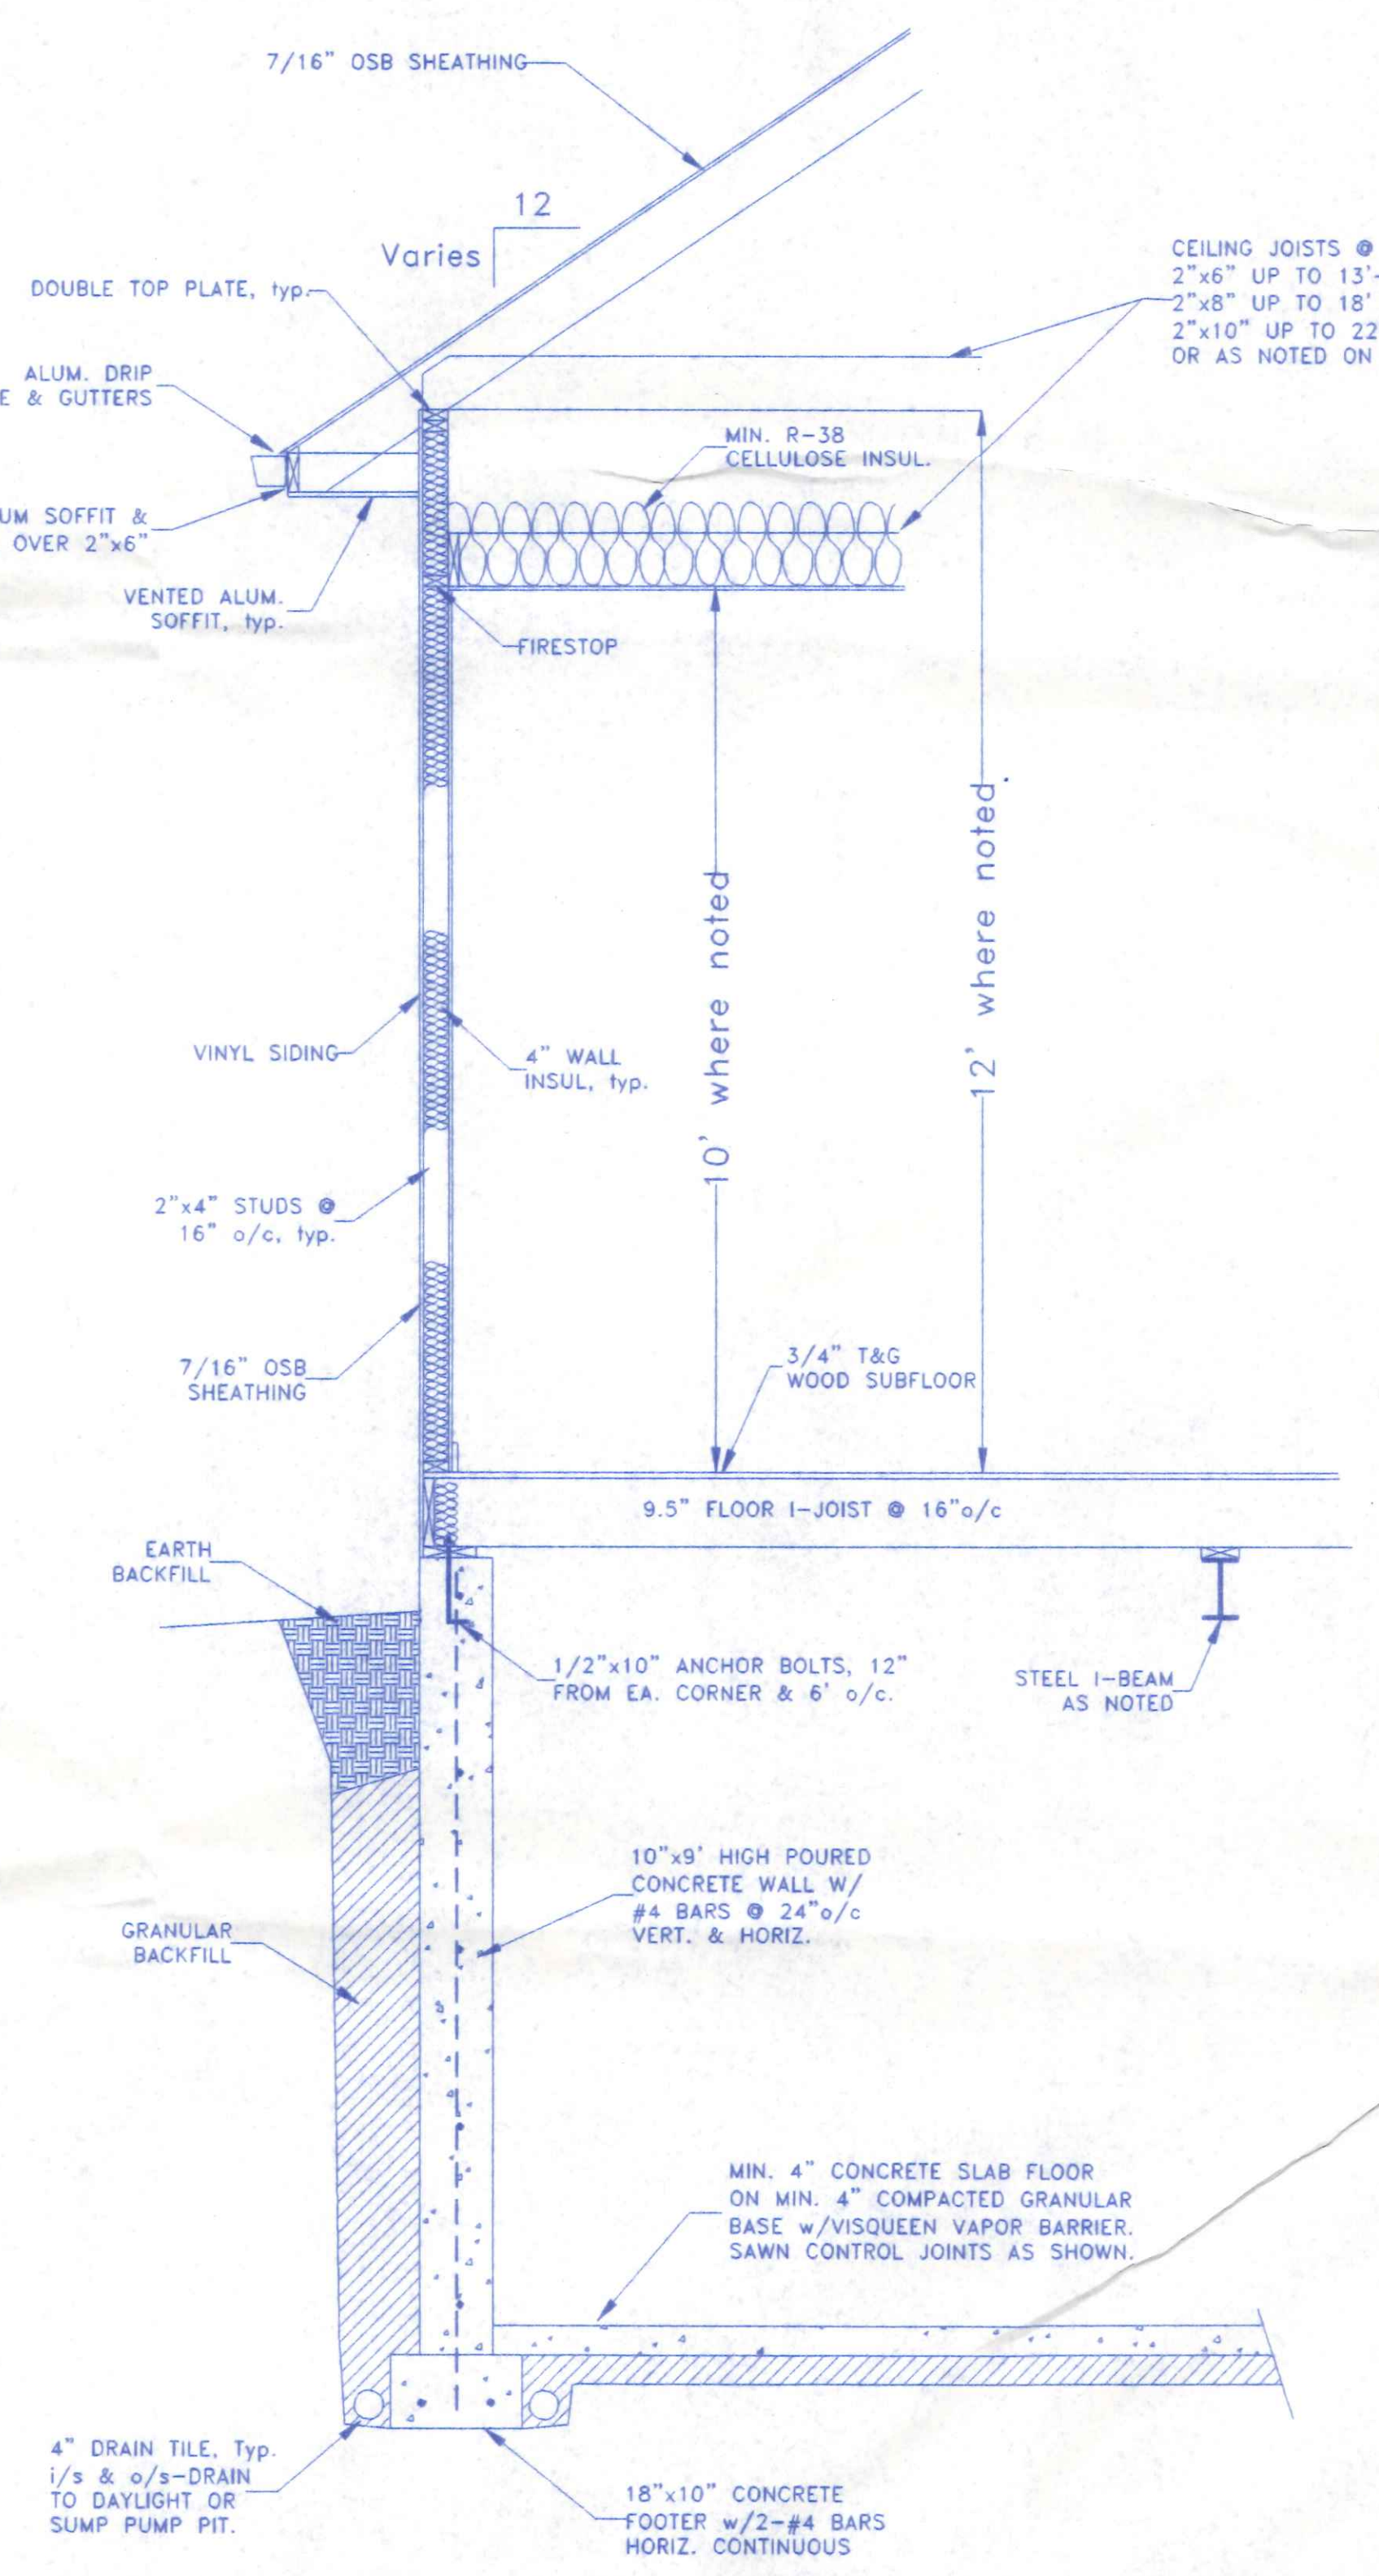 7/16" OSB SHEATHING
12
Varies
DOUBLE TOP PLATE, typ.
CEILING JOISTS @
2"x6" UP TO 13'-
2"x8" UP TO 18'
2"x10" UP TO 22
OR AS NOTED ON
ALUM. DRIP
E & GUTTERS
MIN. R-38
CELLULOSE INSUL.
UM SOFFIT &
OVER 2"x6"
VENTED ALUM.
SOFFIT, typ.
FIRESTOP
10' where noted
12' where noted
VINYL SIDING
4" WALL
INSUL, typ.
2"x4" STUDS @
16" o/c, typ.
7/16" OSB
SHEATHING
3/4" T&G
WOOD SUBFLOOR
9.5" FLOOR I-JOIST @ 16"o/c
EARTH
BACKFILL
1/2"x10" ANCHOR BOLTS, 12"
FROM EA. CORNER & 6' o/c.
STEEL I-BEAM
AS NOTED
10"x9' HIGH POURED
CONCRETE WALL W/
#4 BARS @ 24"o/c
VERT. & HORIZ.
GRANULAR
BACKFILL
MIN. 4" CONCRETE SLAB FLOOR
ON MIN. 4" COMPACTED GRANULAR
BASE w/VISQUEEN VAPOR BARRIER.
SAWN CONTROL JOINTS AS SHOWN.
4" DRAIN TILE, Typ.
i/s & o/s-DRAIN
TO DAYLIGHT OR
SUMP PUMP PIT.
18"x10" CONCRETE
FOOTER w/2-#4 BARS
HORIZ. CONTINUOUS